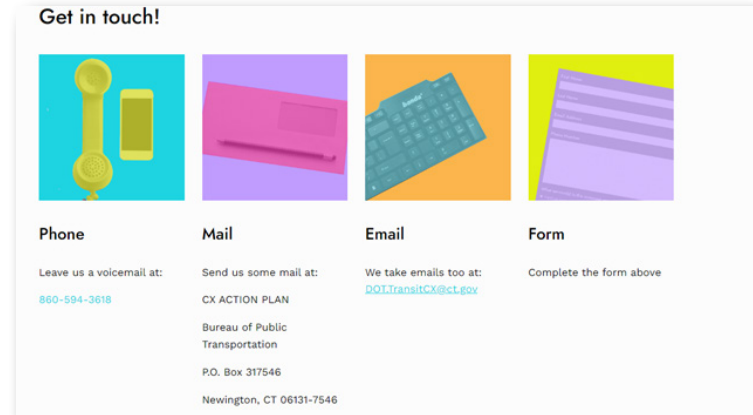 Get in touch!
Phone
Leave us a voicemail at:
860-594-3618
Mail
Send us some mail at:
CX ACTION PLAN
Bureau of Public
Transportation
P.O. Box 317546
Newington, CT 06131-7546
Email
We take emails too at:
DOT.TransitCX@ct.gov
Form
Complete the form above